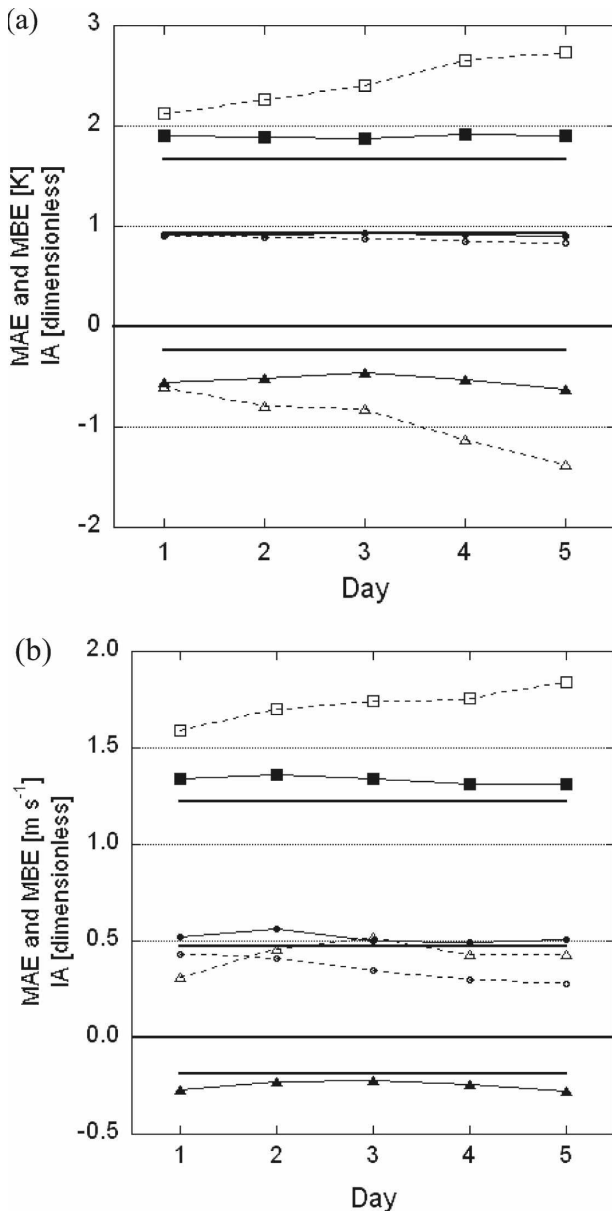 (a)
3
2
1
0
-1
-2
MAE and MBE [K]
IA [dimensionless]
1 2 3 4 5
Day
(b)
2.0
1.5
1.0
0.5
0.0
-0.5
MAE and MBE [m s⁻¹]
IA [dimensionless]
1 2 3 4 5
Day